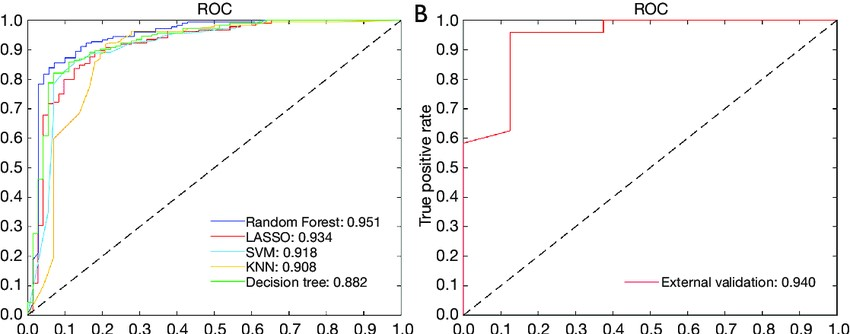 ROC
1.0
0.9
0.8
0.7
0.6
0.5
0.4
0.3
0.2
0.1
0.0
Random Forest: 0.951
LASSO: 0.934
SVM: 0.918
KNN: 0.908
Decision tree: 0.882
0.0 0.1 0.2 0.3 0.4 0.5 0.6 0.7 0.8 0.9 1.0
B
ROC
True positive rate
1.0
0.9
0.8
0.7
0.6
0.5
0.4
0.3
0.2
0.1
0.0
External validation: 0.940
0.0 0.1 0.2 0.3 0.4 0.5 0.6 0.7 0.8 0.9 1.0